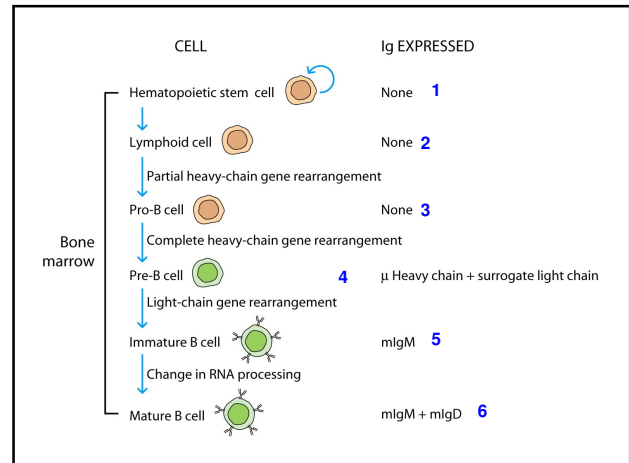 CELL Ig EXPRESSED
Hematopoietic stem cell None 1
Lymphoid cell None 2
Partial heavy-chain gene rearrangement
Pro-B cell None 3
Complete heavy-chain gene rearrangement
Bone
marrow
Pre-B cell 4 μ Heavy chain + surrogate light chain
Light-chain gene rearrangement
Immature B cell mIgM 5
Change in RNA processing
Mature B cell mIgM + mIgD 6